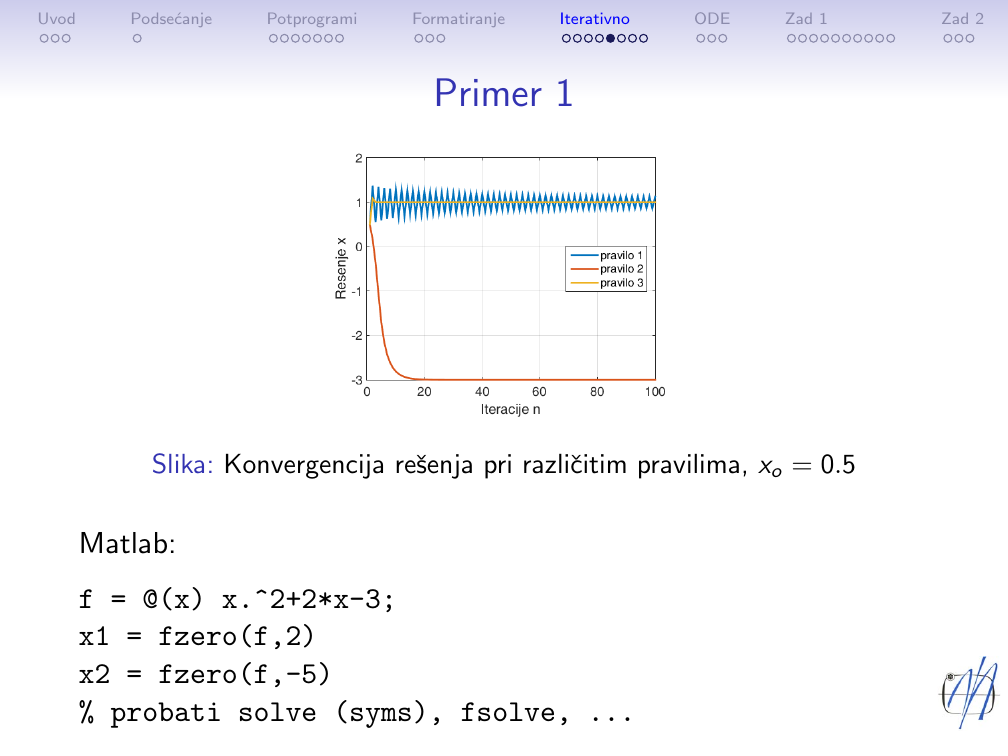 Uvod Podsećanje Potprogrami Formatiranje Iterativno ODE Zad 1 Zad 2
Primer 1
2
1
0
-1
-2
-3
0 20 40 60 80 100
Resenje x
Iteracije n
pravilo 1
pravilo 2
pravilo 3
Slika: Konvergencija rešenja pri različitim pravilima, x_o = 0.5
Matlab:
f = @(x) x.^2+2*x-3;
x1 = fzero(f,2)
x2 = fzero(f,-5)
% probati solve (syms), fsolve, ...